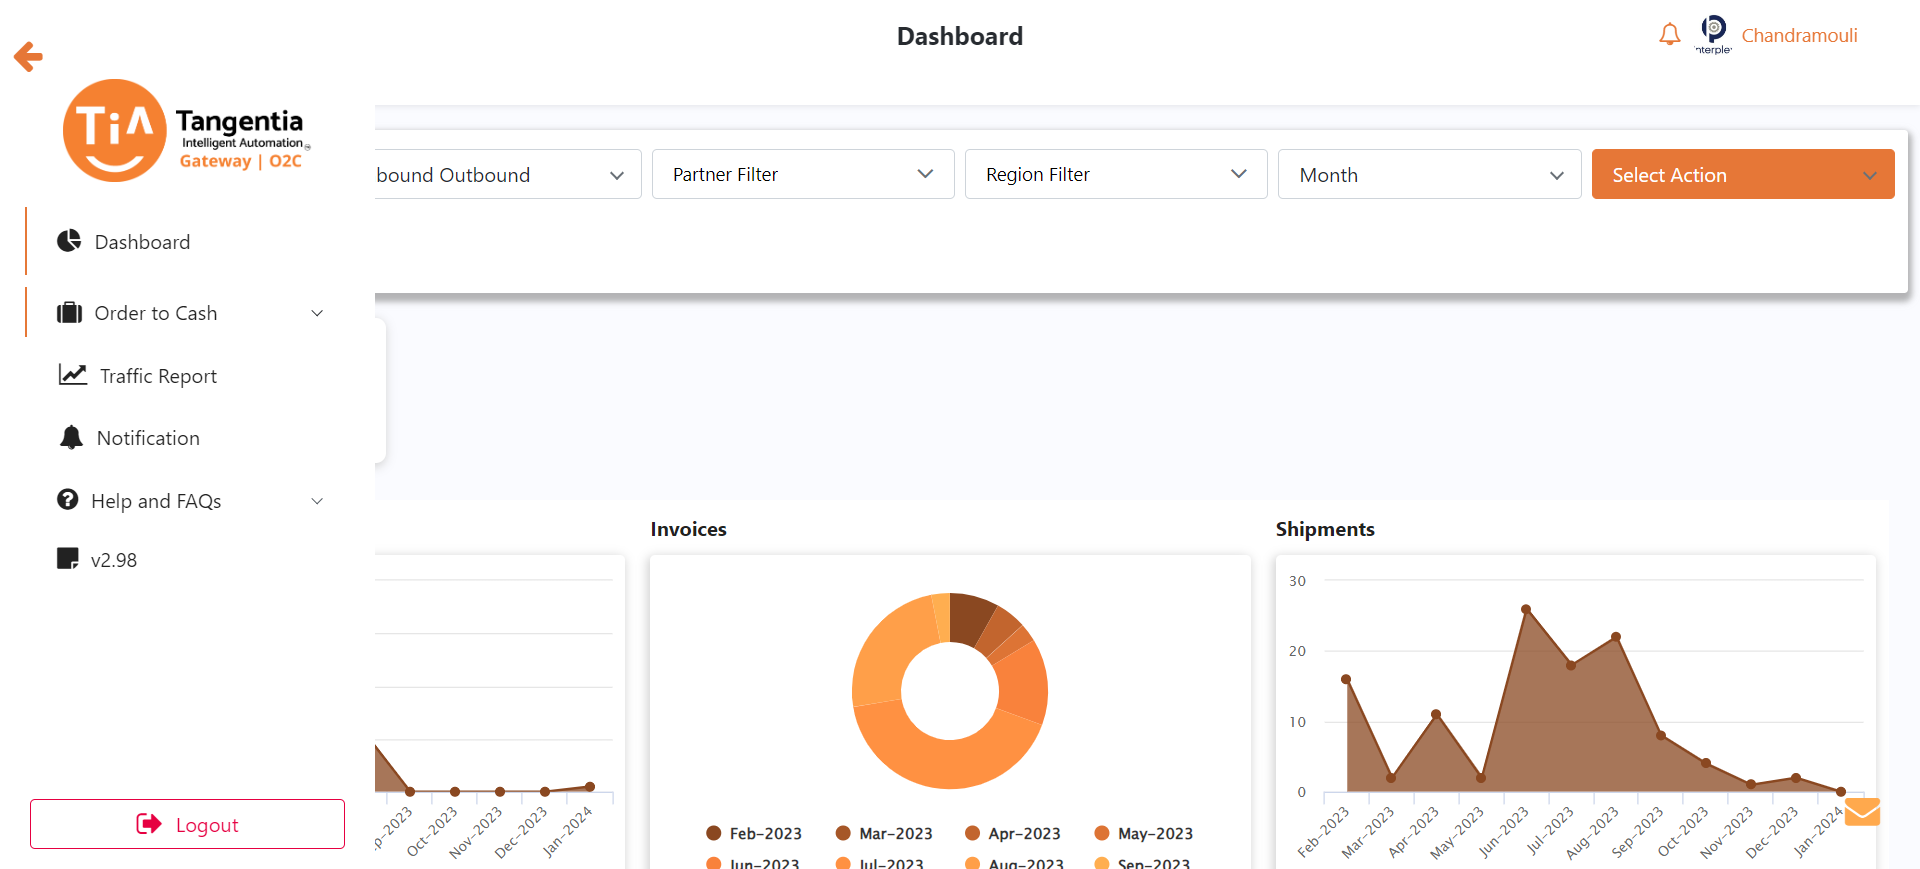 Dashboard
Chandramouli
TiA
Tangentia
Intelligent Automation
Gateway | O2C
bound Outbound
Partner Filter
Region Filter
Month
Select Action
Dashboard
Order to Cash
Traffic Report
Notification
Help and FAQs
v2.98
Logout
Oct-2023
Nov-2023
Dec-2023
Jan-2024
Invoices
Feb-2023
Mar-2023
Apr-2023
May-2023
Jun-2023
Jul-2023
Aug-2023
Sep-2023
Shipments
30
20
10
0
Feb-2023
Mar-2023
Apr-2023
May-2023
Jun-2023
Jul-2023
Aug-2023
Sep-2023
Oct-2023
Nov-2023
Dec-2023
Jan-2024